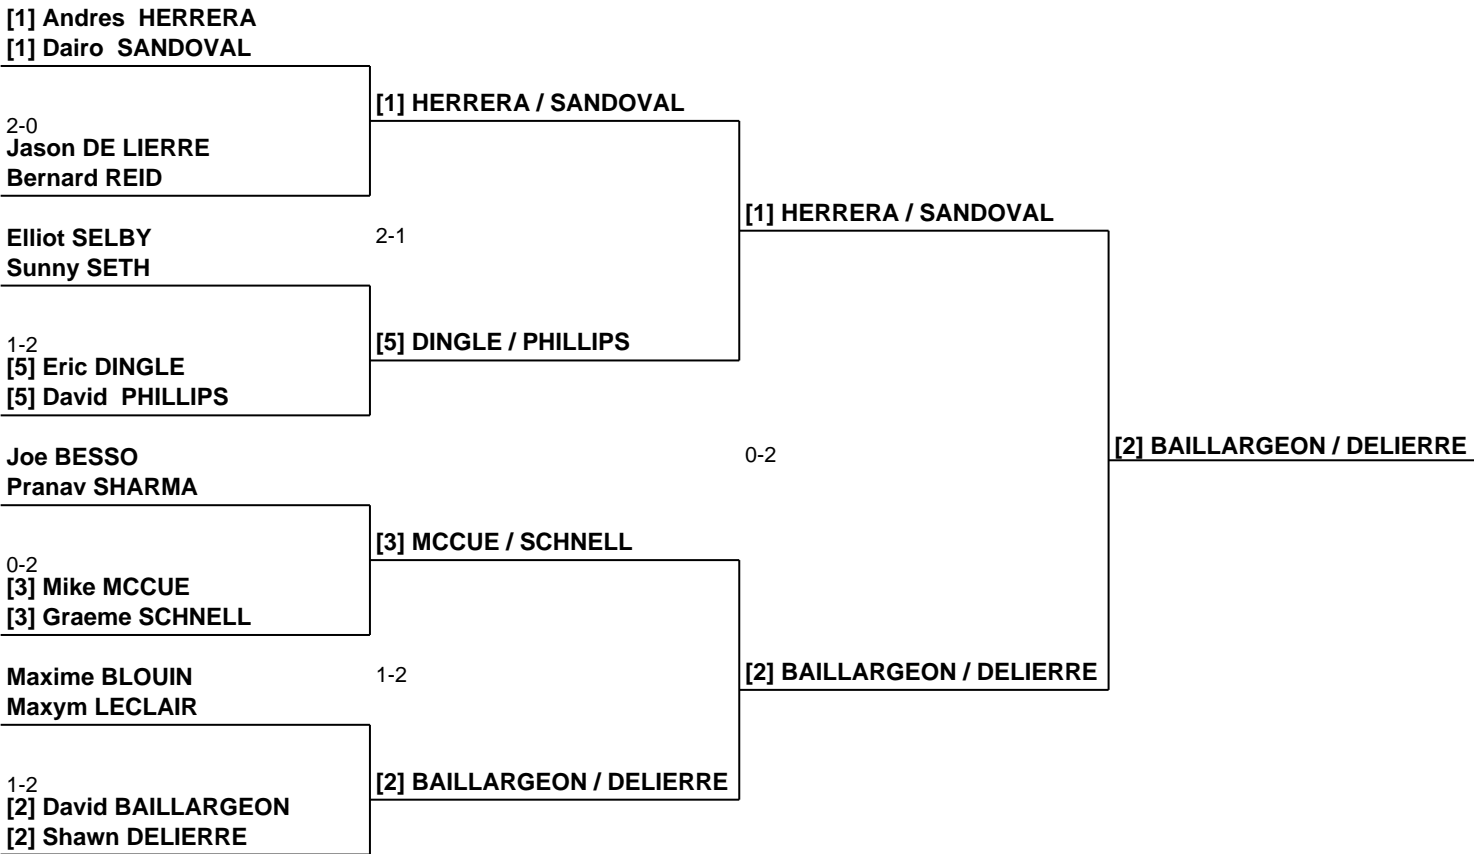 [1] Andres  HERRERA
[1] Dairo  SANDOVAL
[1] HERRERA / SANDOVAL
2-0
Jason DE LIERRE
Bernard REID
[1] HERRERA / SANDOVAL
Elliot SELBY
2-1
Sunny SETH
[5] DINGLE / PHILLIPS
1-2
[5] Eric DINGLE
[5] David  PHILLIPS
[2] BAILLARGEON / DELIERRE
Joe BESSO
0-2
Pranav SHARMA
[3] MCCUE / SCHNELL
0-2
[3] Mike MCCUE
[3] Graeme SCHNELL
[2] BAILLARGEON / DELIERRE
Maxime BLOUIN
1-2
Maxym LECLAIR
[2] BAILLARGEON / DELIERRE
1-2
[2] David BAILLARGEON
[2] Shawn DELIERRE